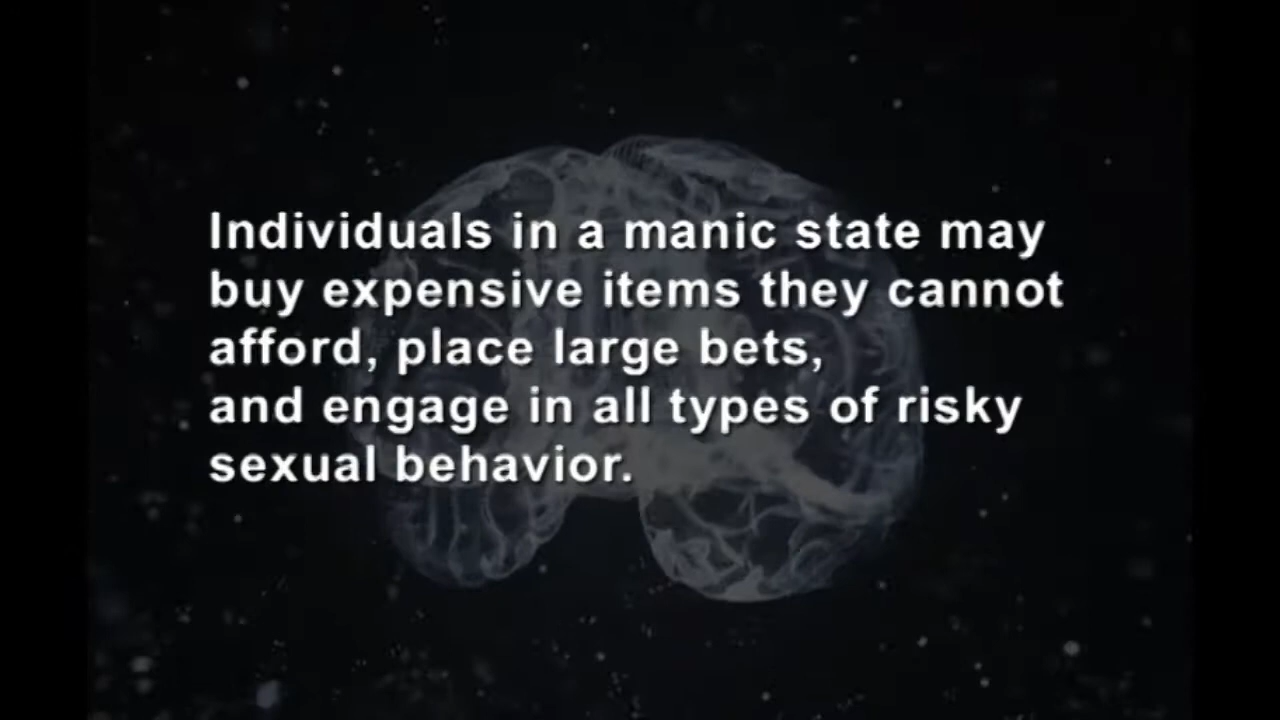 Individuals in a manic state may
buy expensive items they cannot
afford, place large bets,
and engage in all types of risky
sexual behavior.